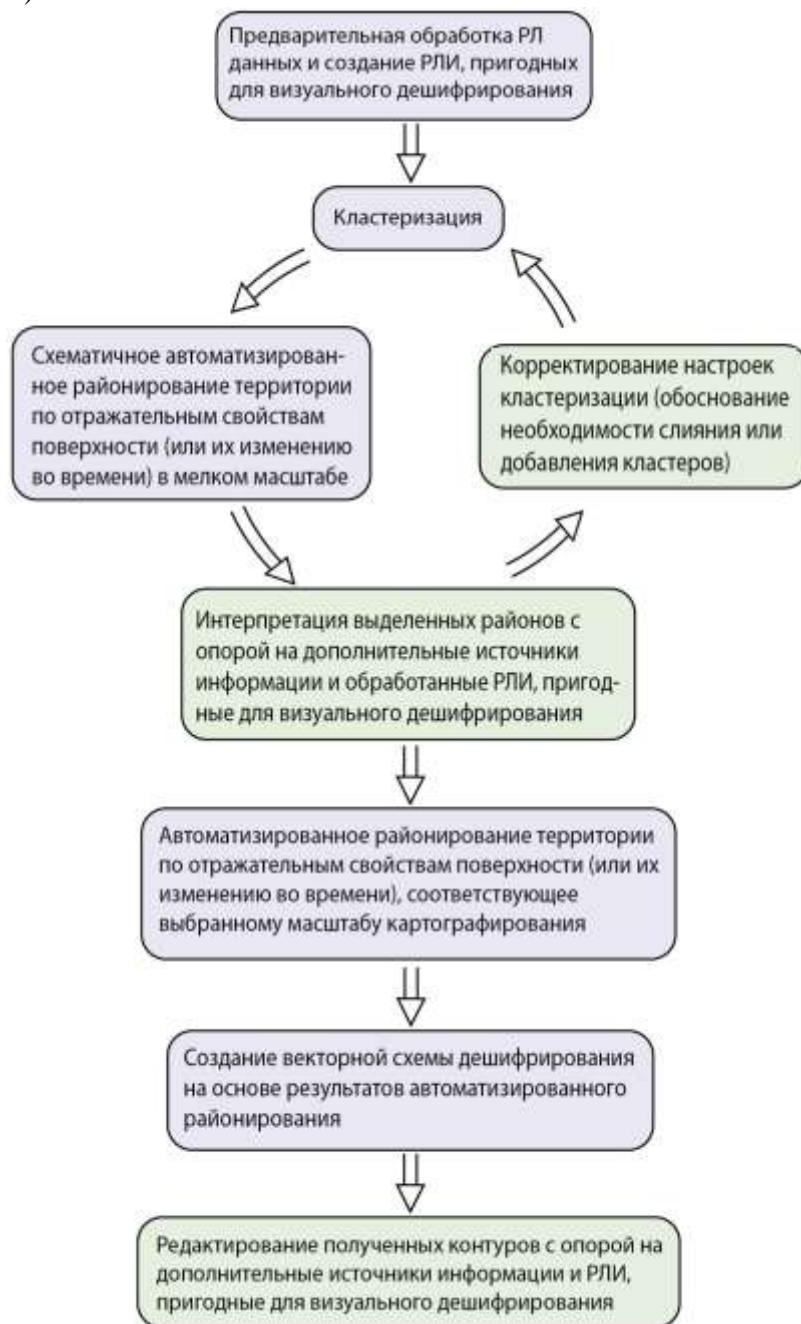 )
Предварительная обработка РЛ
данных и создание РЛИ, пригодных
для визуального дешифрирования
Кластеризация
Схематичное автоматизирован-
ное районирование территории
по отражательным свойствам
поверхности (или их изменению
во времени) в мелком масштабе
Корректирование настроек
кластеризации (обоснование
необходимости слияния или
добавления кластеров)
Интерпретация выделенных районов с
опорой на дополнительные источники
информации и обработанные РЛИ, пригод-
ные для визуального дешифрирования
Автоматизированное районирование территории
по отражательным свойствам поверхности (или их
изменению во времени), соответствующее
выбранному масштабу картографирования
Создание векторной схемы дешифрирования
на основе результатов автоматизированного
районирования
Редактирование полученных контуров с опорой на
дополнительные источники информации и РЛИ,
пригодные для визуального дешифрирования